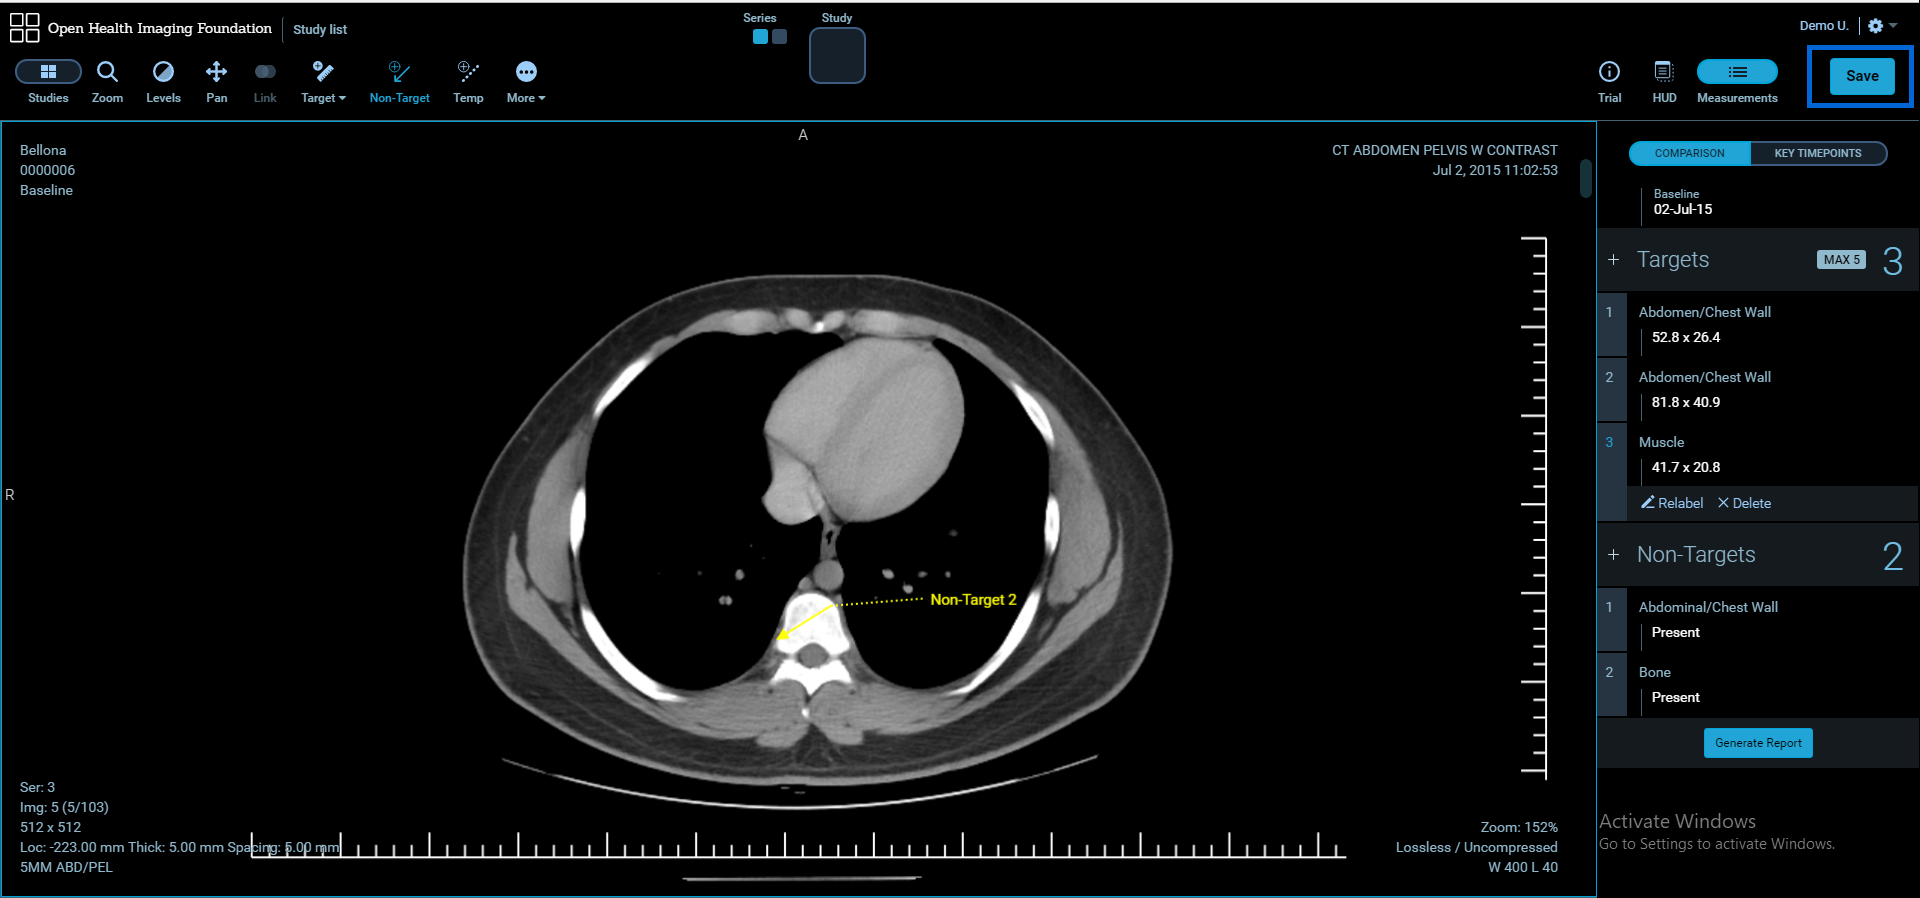 Open Health Imaging Foundation
Study list
Series
Study
Demo U.
Studies
Zoom
Levels
Pan
Link
Target
Non-Target
Temp
More
Trial
HUD
Measurements
Save
A
R
Bellona
0000006
Baseline
CT ABDOMEN PELVIS W CONTRAST
Jul 2, 2015 11:02:53
Non-Target 2
Ser: 3
Img: 5 (5/103)
512 x 512
Loc: -223.00 mm Thick: 5.00 mm Spacing: 5.00 mm
5MM ABD/PEL
Zoom: 152%
Lossless / Uncompressed
W 400 L 40
COMPARISON
KEY TIMEPOINTS
Baseline
02-Jul-15
+ Targets MAX 5 3
1 Abdomen/Chest Wall
52.8 x 26.4
2 Abdomen/Chest Wall
81.8 x 40.9
3 Muscle
41.7 x 20.8
Relabel Delete
+ Non-Targets 2
1 Abdominal/Chest Wall
Present
2 Bone
Present
Generate Report
Activate Windows
Go to Settings to activate Windows.